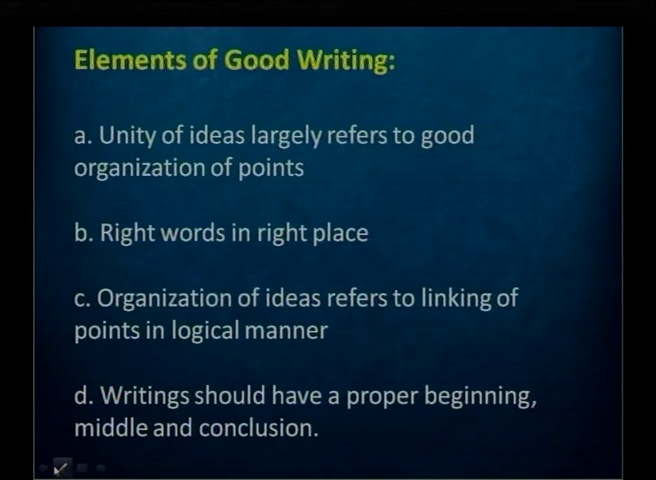 Elements of Good Writing:
a. Unity of ideas largely refers to good
organization of points
b. Right words in right place
c. Organization of ideas refers to linking of
points in logical manner
d. Writings should have a proper beginning,
middle and conclusion.